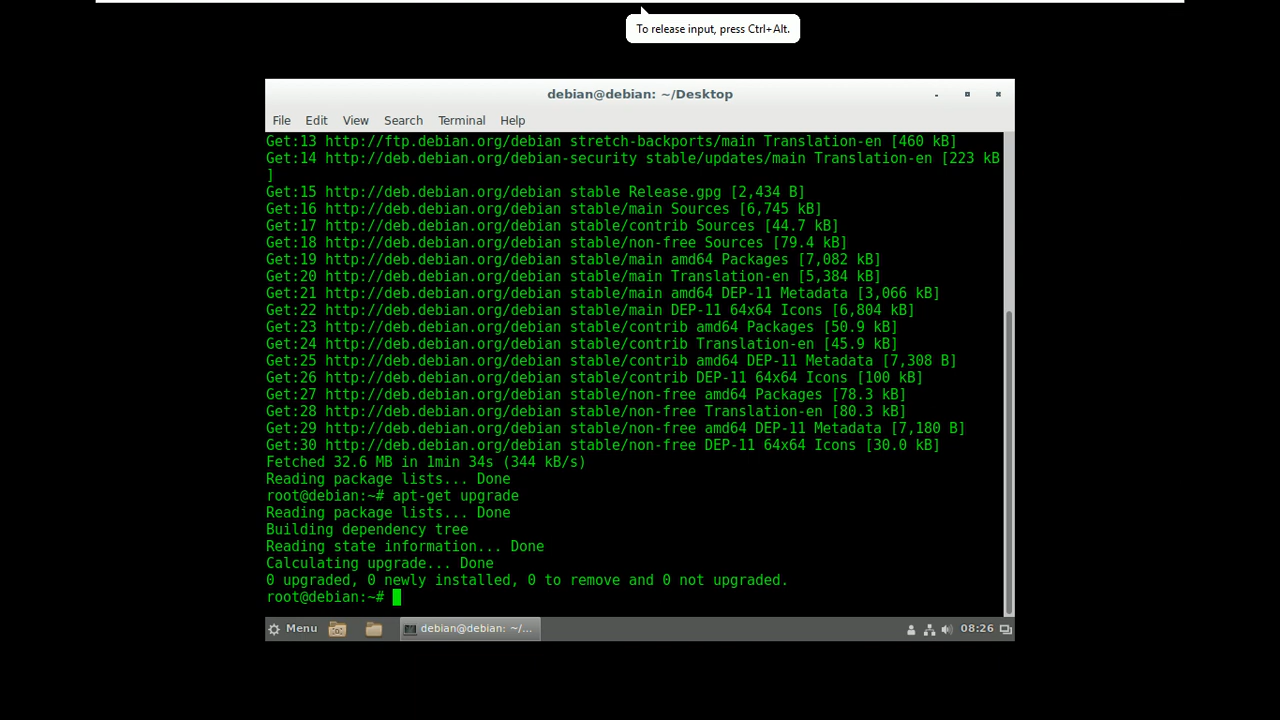 To release input, press Ctrl+Alt.
debian@debian: ~/Desktop
File Edit View Search Terminal Help
Get:13 http://ftp.debian.org/debian stretch-backports/main Translation-en [460 kB]
Get:14 http://deb.debian.org/debian-security stable/updates/main Translation-en [223 kB
]
Get:15 http://deb.debian.org/debian stable Release.gpg [2,434 B]
Get:16 http://deb.debian.org/debian stable/main Sources [6,745 kB]
Get:17 http://deb.debian.org/debian stable/contrib Sources [44.7 kB]
Get:18 http://deb.debian.org/debian stable/non-free Sources [79.4 kB]
Get:19 http://deb.debian.org/debian stable/main amd64 Packages [7,082 kB]
Get:20 http://deb.debian.org/debian stable/main Translation-en [5,384 kB]
Get:21 http://deb.debian.org/debian stable/main amd64 DEP-11 Metadata [3,066 kB]
Get:22 http://deb.debian.org/debian stable/main DEP-11 64x64 Icons [6,804 kB]
Get:23 http://deb.debian.org/debian stable/contrib amd64 Packages [50.9 kB]
Get:24 http://deb.debian.org/debian stable/contrib Translation-en [45.9 kB]
Get:25 http://deb.debian.org/debian stable/contrib amd64 DEP-11 Metadata [7,308 B]
Get:26 http://deb.debian.org/debian stable/contrib DEP-11 64x64 Icons [100 kB]
Get:27 http://deb.debian.org/debian stable/non-free amd64 Packages [78.3 kB]
Get:28 http://deb.debian.org/debian stable/non-free Translation-en [80.3 kB]
Get:29 http://deb.debian.org/debian stable/non-free amd64 DEP-11 Metadata [7,180 B]
Get:30 http://deb.debian.org/debian stable/non-free DEP-11 64x64 Icons [30.0 kB]
Fetched 32.6 MB in 1min 34s (344 kB/s)
Reading package lists... Done
root@debian:~# apt-get upgrade
Reading package lists... Done
Building dependency tree
Reading state information... Done
Calculating upgrade... Done
0 upgraded, 0 newly installed, 0 to remove and 0 not upgraded.
root@debian:~#
Menu debian@debian: ~/... 08:26